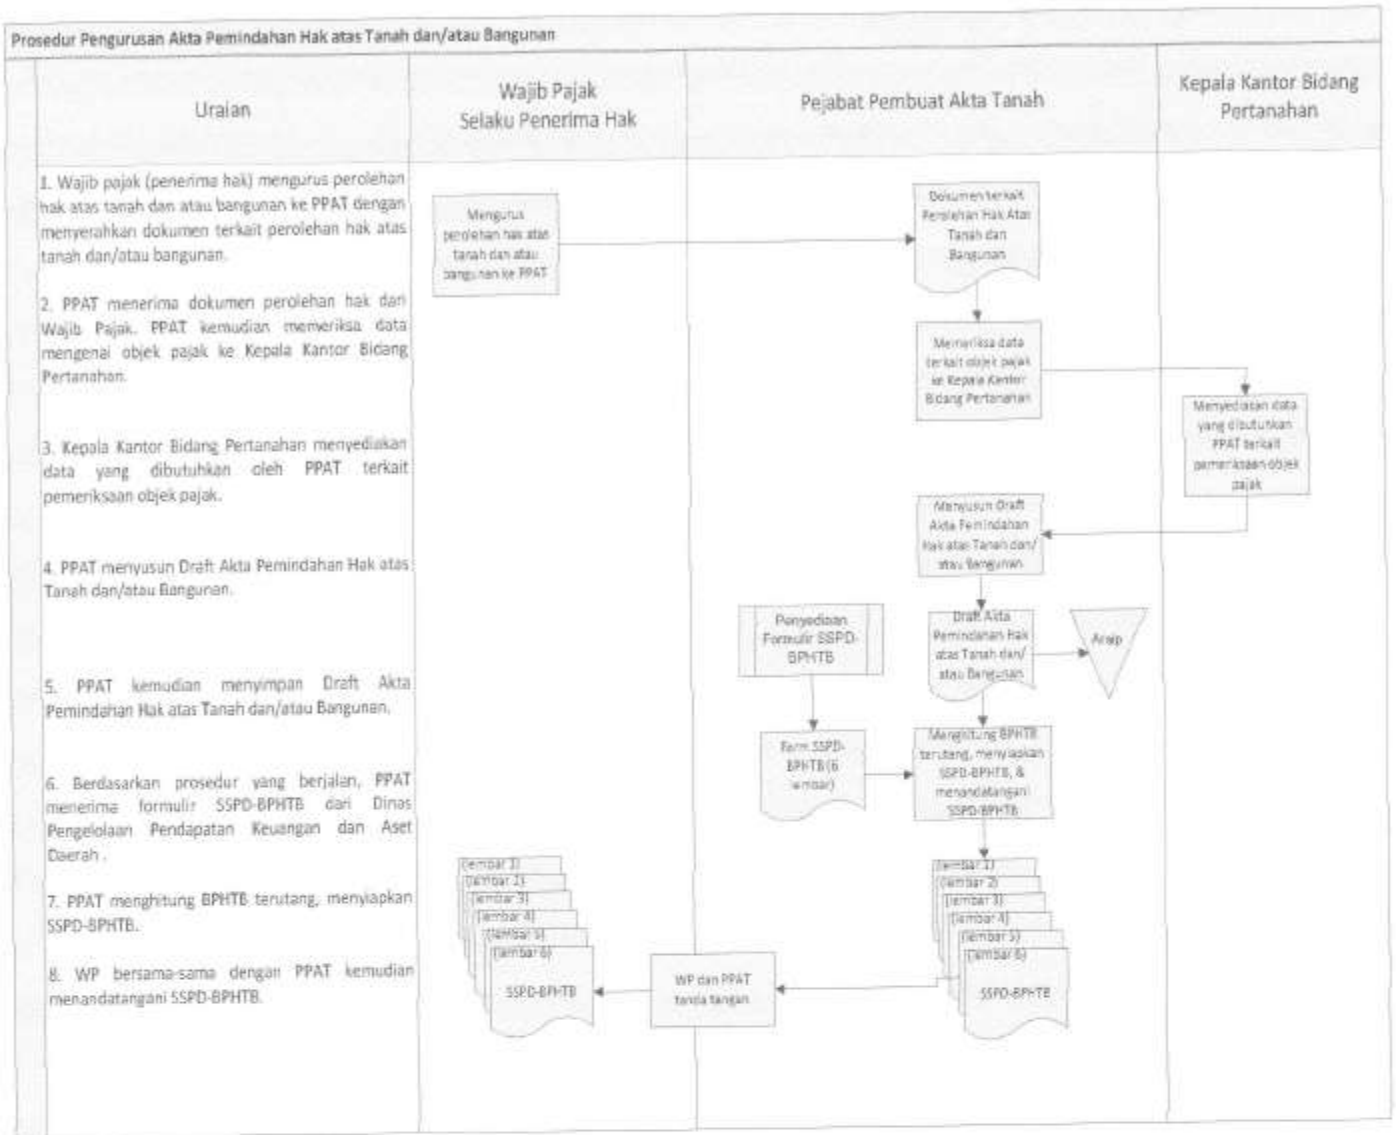 Prosedur Pengurusan Akta Pemindahan Hak atas Tanah dan/atau Bangunan
Uraian
Wajib Pajak
Selaku Penerima Hak
Pejabat Pembuat Akta Tanah
Kepala Kantor Bidang
Pertanahan
1. Wajib pajak (penerima hak) mengurus perolehan
hak atas tanah dan atau bangunan ke PPAT dengan
menyerahkan dokumen terkait perolehan hak atas
tanah dan/atau bangunan.
2. PPAT menerima dokumen perolehan hak dari
Wajib Pajak. PPAT kemudian memeriksa data
mengenai objek pajak ke Kepala Kantor Bidang
Pertanahan.
3. Kepala Kantor Bidang Pertanahan menyediakan
data yang dibutuhkan oleh PPAT terkait
pemeriksaan objek pajak.
4. PPAT menyusun Draft Akta Pemindahan Hak atas
Tanah dan/atau Bangunan.
5. PPAT kemudian menyimpan Draft Akta
Pemindahan Hak atas Tanah dan/atau Bangunan.
6. Berdasarkan prosedur yang berjalan, PPAT
menerima formulir SSPD-BPHTB dari Dinas
Pengelolaan Pendapatan Keuangan dan Aset
Daerah .
7. PPAT menghitung BPHTB terutang, menyiapkan
SSPD-BPHTB.
8. WP bersama-sama dengan PPAT kemudian
menandatangani SSPD-BPHTB.
Mengurus
perolehan hak atas
tanah dan atau
bangunan ke PPAT
Dokumen terkait
Perolehan Hak Atas
Tanah dan
Bangunan
Memeriksa data
terkait objek pajak
ke Kepala Kantor
Bidang Pertanahan
Menyediakan data
yang dibutuhkan
PPAT terkait
pemeriksaan objek
pajak
Menyusun Draft
Akta Pemindahan
Hak atas Tanah dan/
atau Bangunan
Penyediaan
Formulir SSPD-
BPHTB
Draft Akta
Pemindahan Hak
atas Tanah dan/
atau Bangunan
Arsip
Form SSPD-
BPHTB (6
lembar)
Menghitung BPHTB
terutang, menyiapkan
SSPD-BPHTB, &
menandatangani
SSPD-BPHTB
(lembar 1)
(lembar 2)
(lembar 3)
(lembar 4)
(lembar 5)
(lembar 6)
SSPD-BPHTB
WP dan PPAT
tanda tangan
(lembar 1)
(lembar 2)
(lembar 3)
(lembar 4)
(lembar 5)
(lembar 6)
SSPD-BPHTB